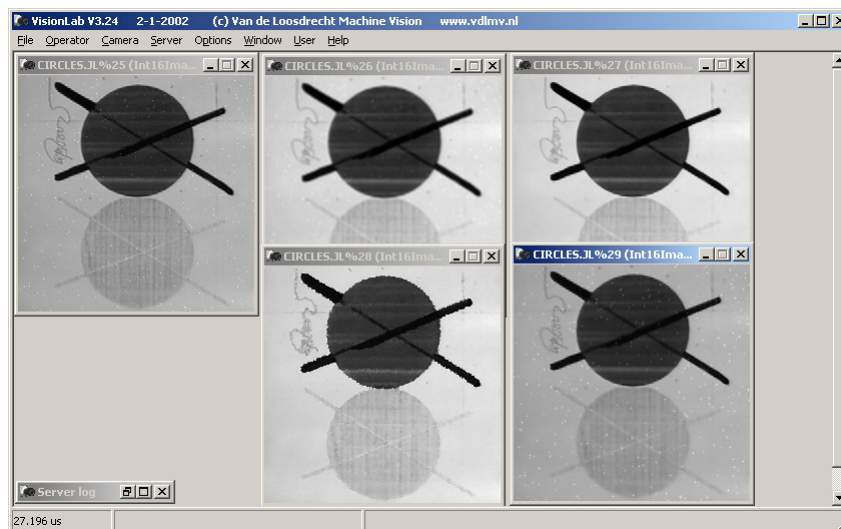 VisionLab V3.24 2-1-2002 (c) Van de Loosdrecht Machine Vision www.vdlmv.nl
File Operator Camera Server Options Window User Help
CIRCLES.JL%25 (Int16Ima...
CIRCLES.JL%26 (Int16Ima...
CIRCLES.JL%27 (Int16Ima...
CIRCLES.JL%28 (Int16Ima...
CIRCLES.JL%29 (Int16Ima...
Server log
27.196 us